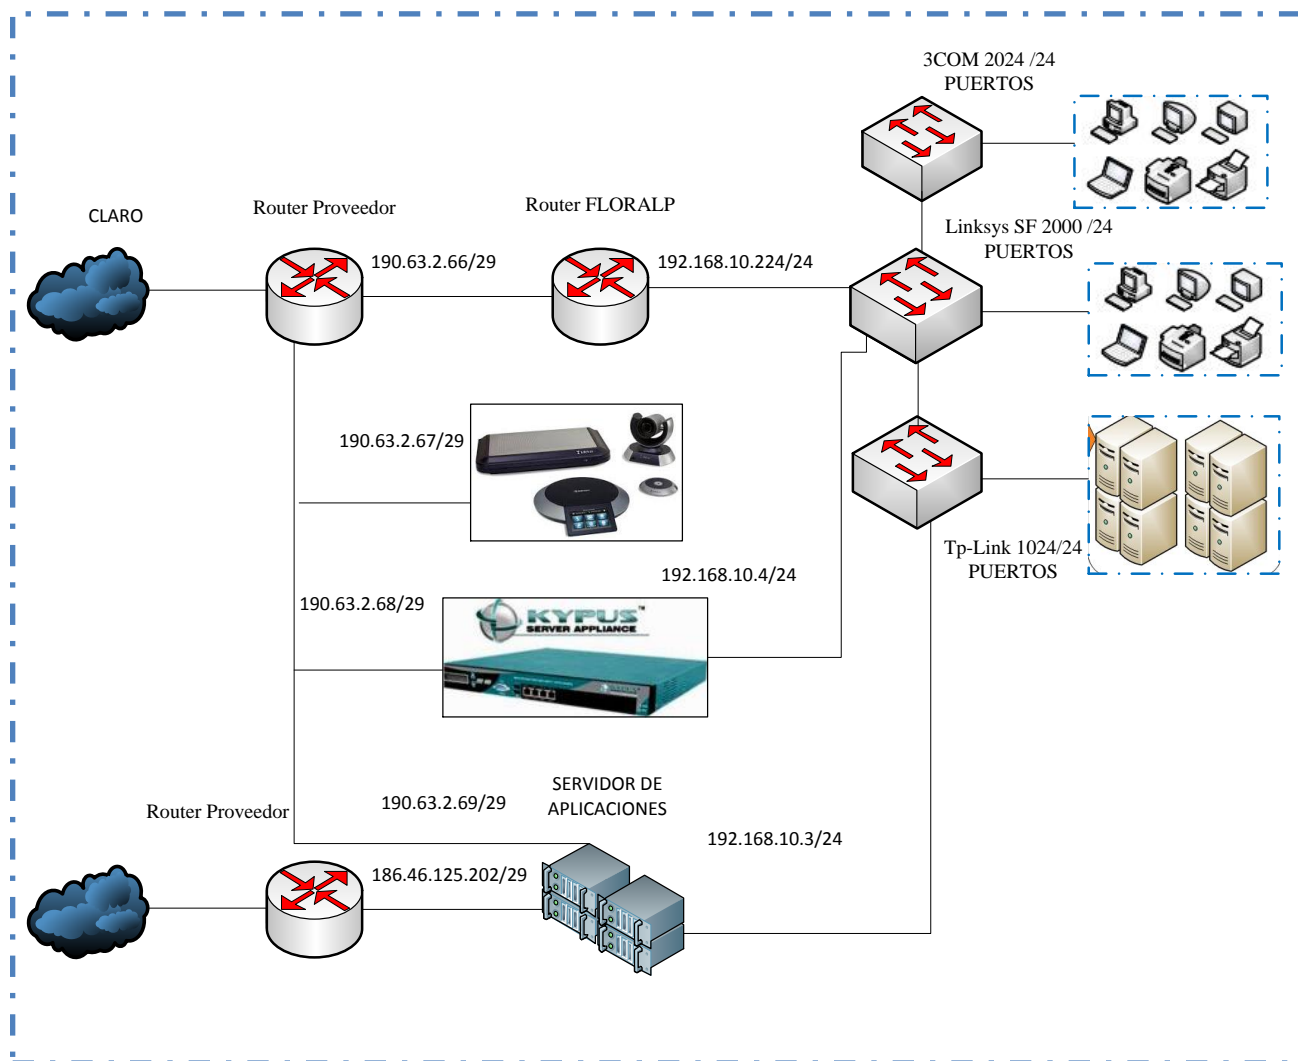 3COM 2024 /24
PUERTOS
CLARO
Router Proveedor
Router FLORALP
Linksys SF 2000 /24
PUERTOS
190.63.2.66/29
192.168.10.224/24
190.63.2.67/29
Tp-Link 1024/24
PUERTOS
192.168.10.4/24
190.63.2.68/29
KYPUS™
SERVER APPLIANCE
SERVIDOR DE
APLICACIONES
Router Proveedor
190.63.2.69/29
192.168.10.3/24
186.46.125.202/29